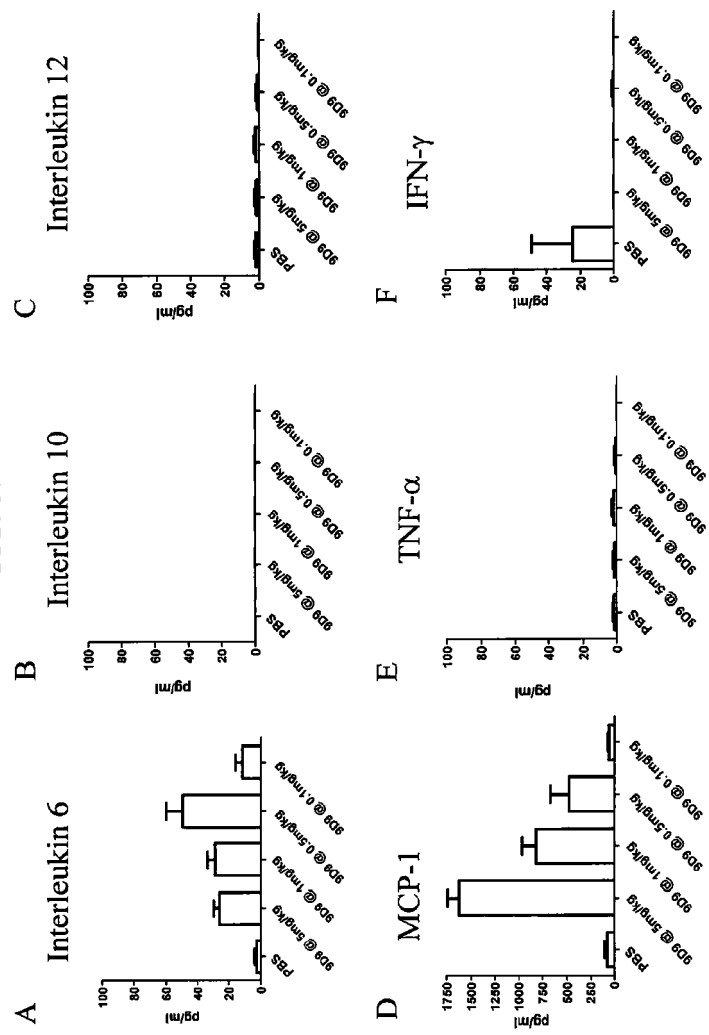 A
Interleukin 6
100
80
60
40
20
0
pg/ml
PBS
9D9 @ 5mg/kg
9D9 @ 1mg/kg
9D9 @ 0.5mg/kg
9D9 @ 0.1mg/kg
B
Interleukin 10
100
80
60
40
20
0
pg/ml
PBS
9D9 @ 5mg/kg
9D9 @ 1mg/kg
9D9 @ 0.5mg/kg
9D9 @ 0.1mg/kg
C
Interleukin 12
100
80
60
40
20
0
pg/ml
PBS
9D9 @ 5mg/kg
9D9 @ 1mg/kg
9D9 @ 0.5mg/kg
9D9 @ 0.1mg/kg
D
MCP-1
1750
1500
1250
1000
750
500
250
0
pg/ml
PBS
9D9 @ 5mg/kg
9D9 @ 1mg/kg
9D9 @ 0.5mg/kg
9D9 @ 0.1mg/kg
E
TNF-α
100
80
60
40
20
0
pg/ml
PBS
9D9 @ 5mg/kg
9D9 @ 1mg/kg
9D9 @ 0.5mg/kg
9D9 @ 0.1mg/kg
F
IFN-γ
100
80
60
40
20
0
pg/ml
PBS
9D9 @ 5mg/kg
9D9 @ 1mg/kg
9D9 @ 0.5mg/kg
9D9 @ 0.1mg/kg